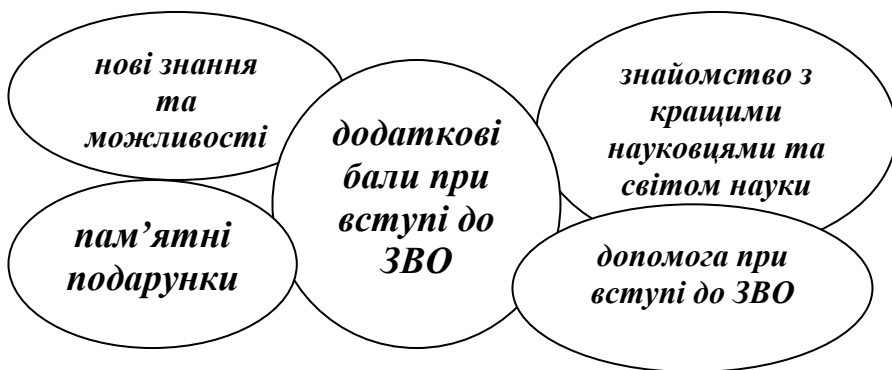 нові знання
та
можливості
пам’ятні
подарунки
додаткові
бали при
вступі до
ЗВО
знайомство з
кращими
науковцями та
світом науки
допомога при
вступі до ЗВО